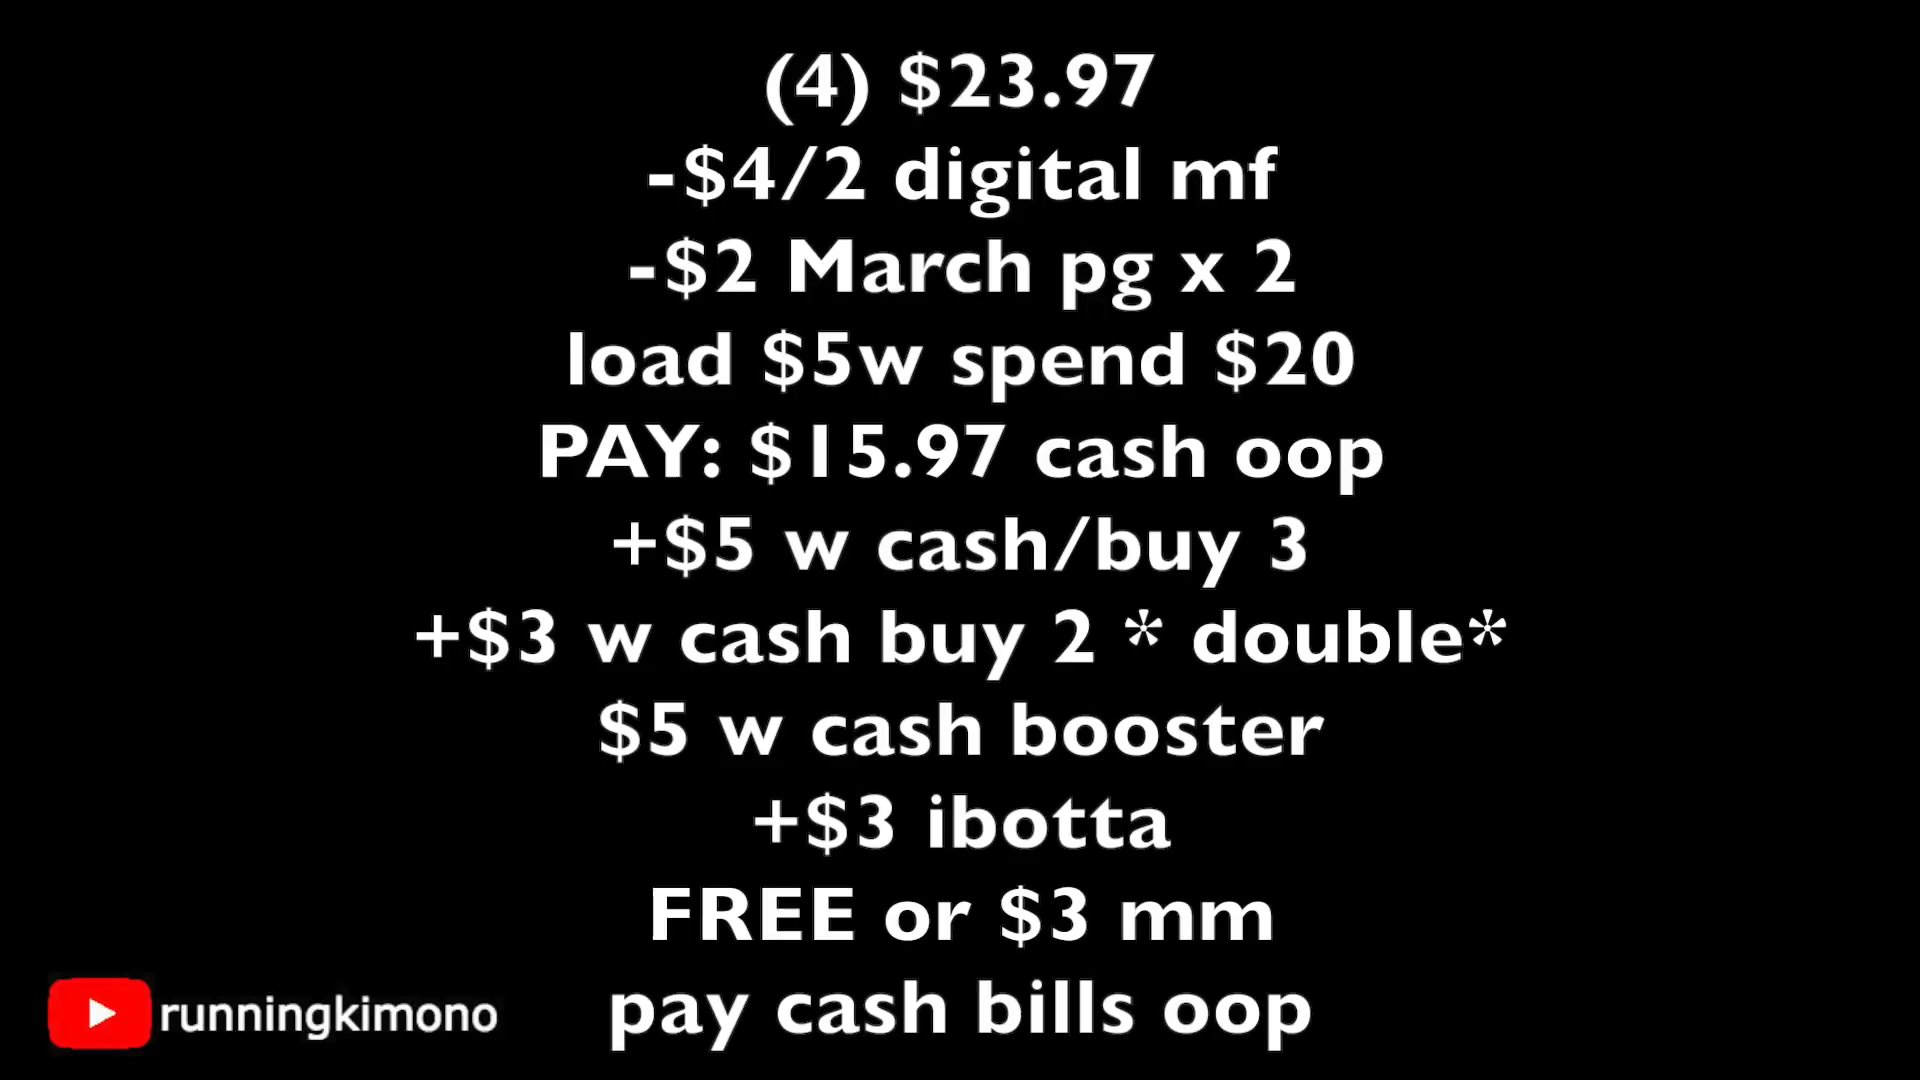 (4) $23.97
-$4/2 digital mf
-$2 March pg x 2
load $5w spend $20
PAY: $15.97 cash oop
+$5 w cash/buy 3
+$3 w cash buy 2 * double*
$5 w cash booster
+$3 ibotta
FREE or $3 mm
pay cash bills oop
runningkimono